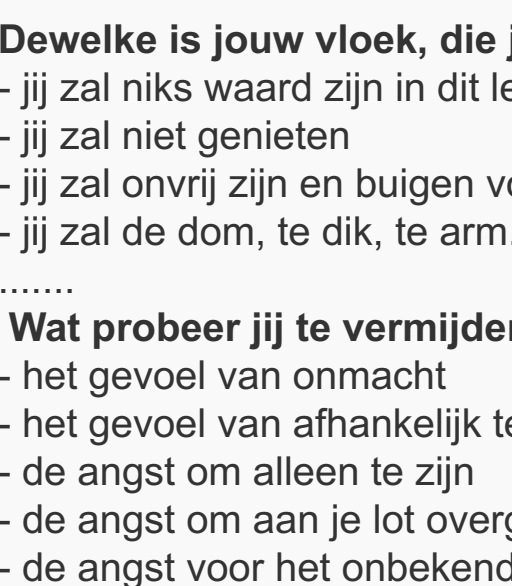 Dewelke is jouw vloek, die
- jij zal niks waard zijn in dit
- jij zal niet genieten
- jij zal onvrij zijn en buigen
- jij zal de dom, te dik, te arm.
.......
Wat probeer jij te
- het gevoel van onmacht
- het gevoel van afhankelijk
- de angst om alleen te zijn
- de angst om aan je lot
- de angst voor het